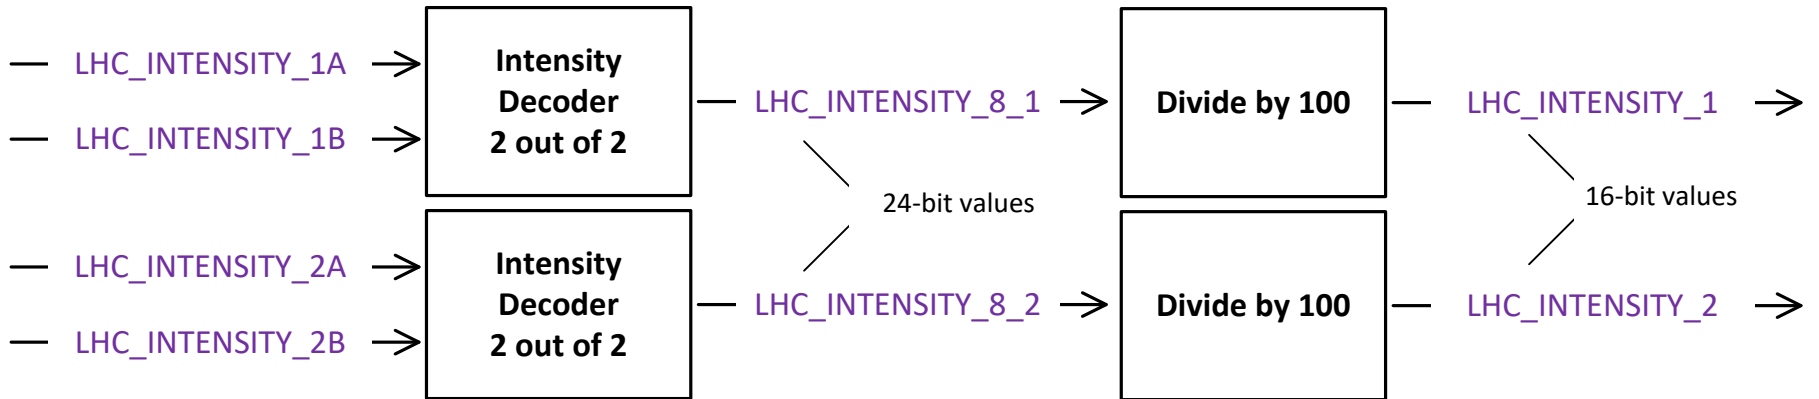 LHC_INTENSITY_1A
LHC_INTENSITY_1B
Intensity
Decoder
2 out of 2
LHC_INTENSITY_8_1
Divide by 100
LHC_INTENSITY_1
24-bit values
16-bit values
LHC_INTENSITY_2A
LHC_INTENSITY_2B
Intensity
Decoder
2 out of 2
LHC_INTENSITY_8_2
Divide by 100
LHC_INTENSITY_2